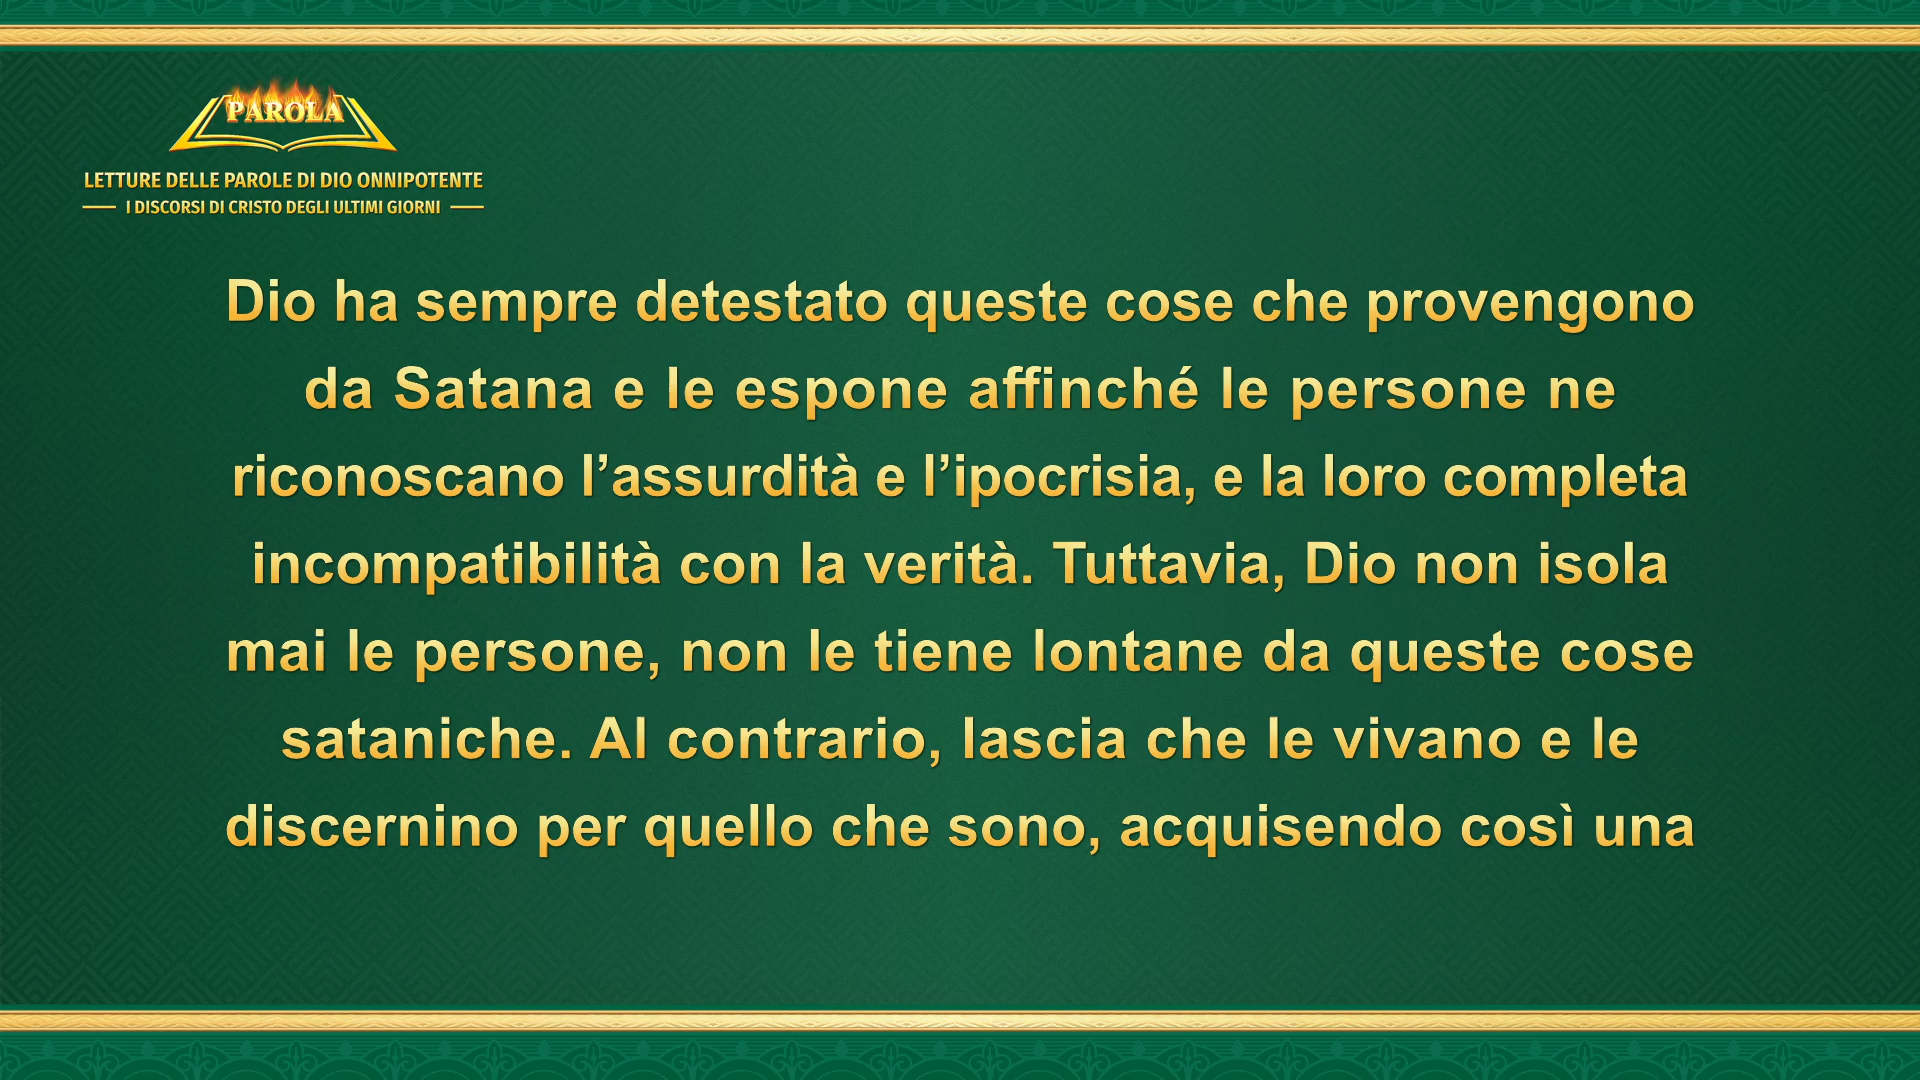 PAROLA
LETTURE DELLE PAROLE DI DIO ONNIPOTENTE
I DISCORSI DI CRISTO DEGLI ULTIMI GIORNI
Dio ha sempre detestato queste cose che provengono
da Satana e le espone affinché le persone ne
riconoscano l’assurdità e l’ipocrisia, e la loro completa
incompatibilità con la verità. Tuttavia, Dio non isola
mai le persone, non le tiene lontane da queste cose
sataniche. Al contrario, lascia che le vivano e le
discernino per quello che sono, acquisendo così una